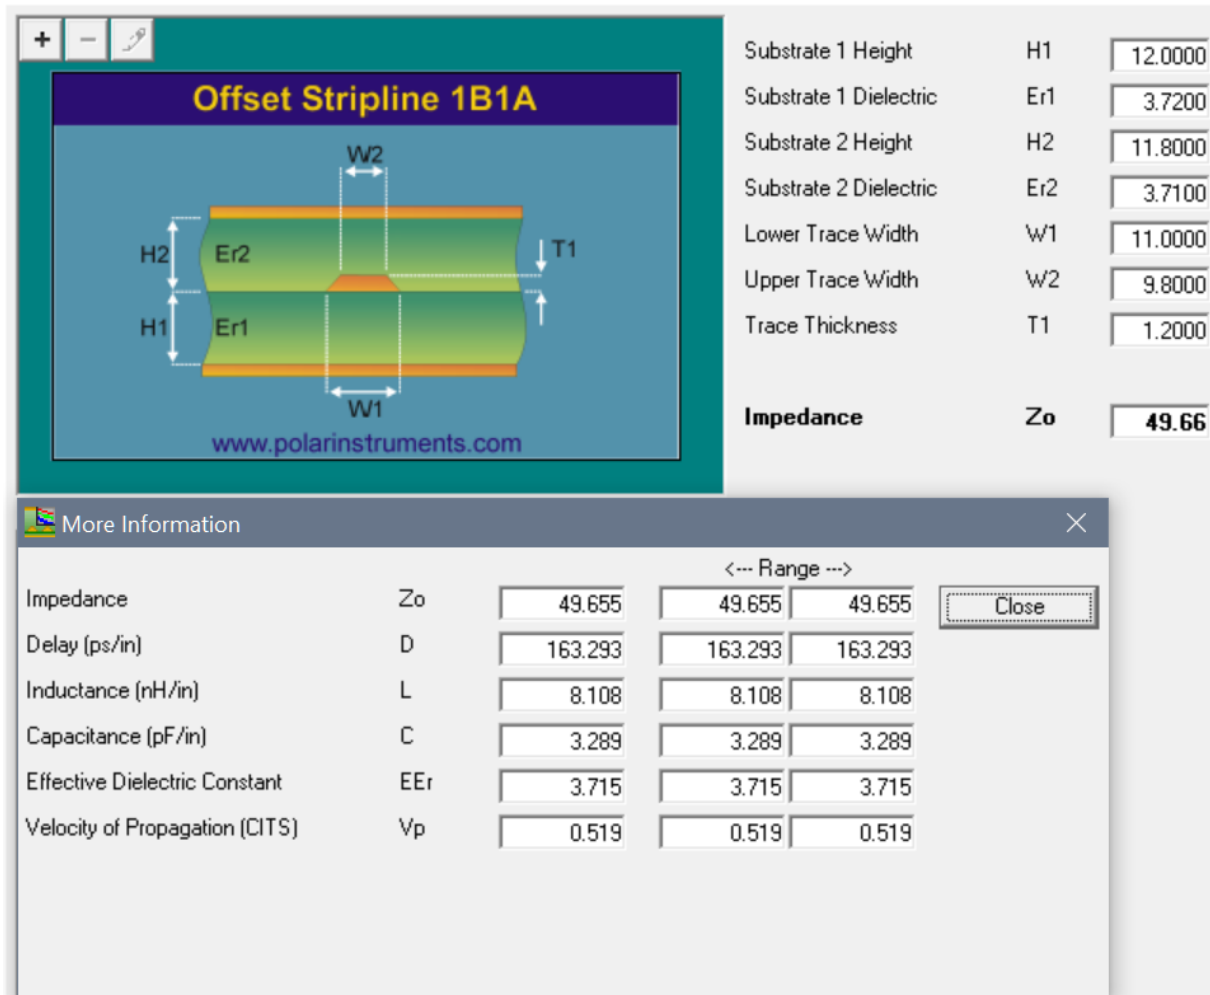 + −
Offset Stripline 1B1A
W2
H2 Er2 T1
H1 Er1
W1
www.polarinstruments.com
Substrate 1 Height H1 12.0000
Substrate 1 Dielectric Er1 3.7200
Substrate 2 Height H2 11.8000
Substrate 2 Dielectric Er2 3.7100
Lower Trace Width W1 11.0000
Upper Trace Width W2 9.8000
Trace Thickness T1 1.2000
Impedance Zo 49.66
More Information
<--- Range --->
Impedance Zo 49.655 49.655 49.655 Close
Delay (ps/in) D 163.293 163.293 163.293
Inductance (nH/in) L 8.108 8.108 8.108
Capacitance (pF/in) C 3.289 3.289 3.289
Effective Dielectric Constant EEr 3.715 3.715 3.715
Velocity of Propagation (CITS) Vp 0.519 0.519 0.519